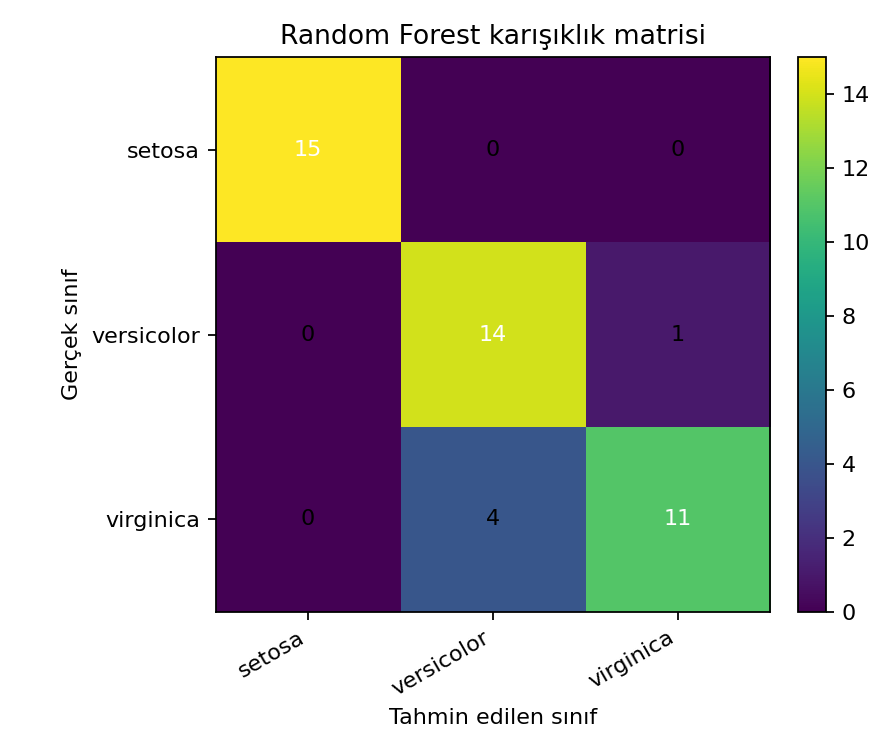 Random Forest karışıklık matrisi
Gerçek sınıf
setosa
15 0 0
versicolor
0 14 1
virginica
0 4 11
setosa versicolor virginica
Tahmin edilen sınıf
14
12
10
8
6
4
2
0